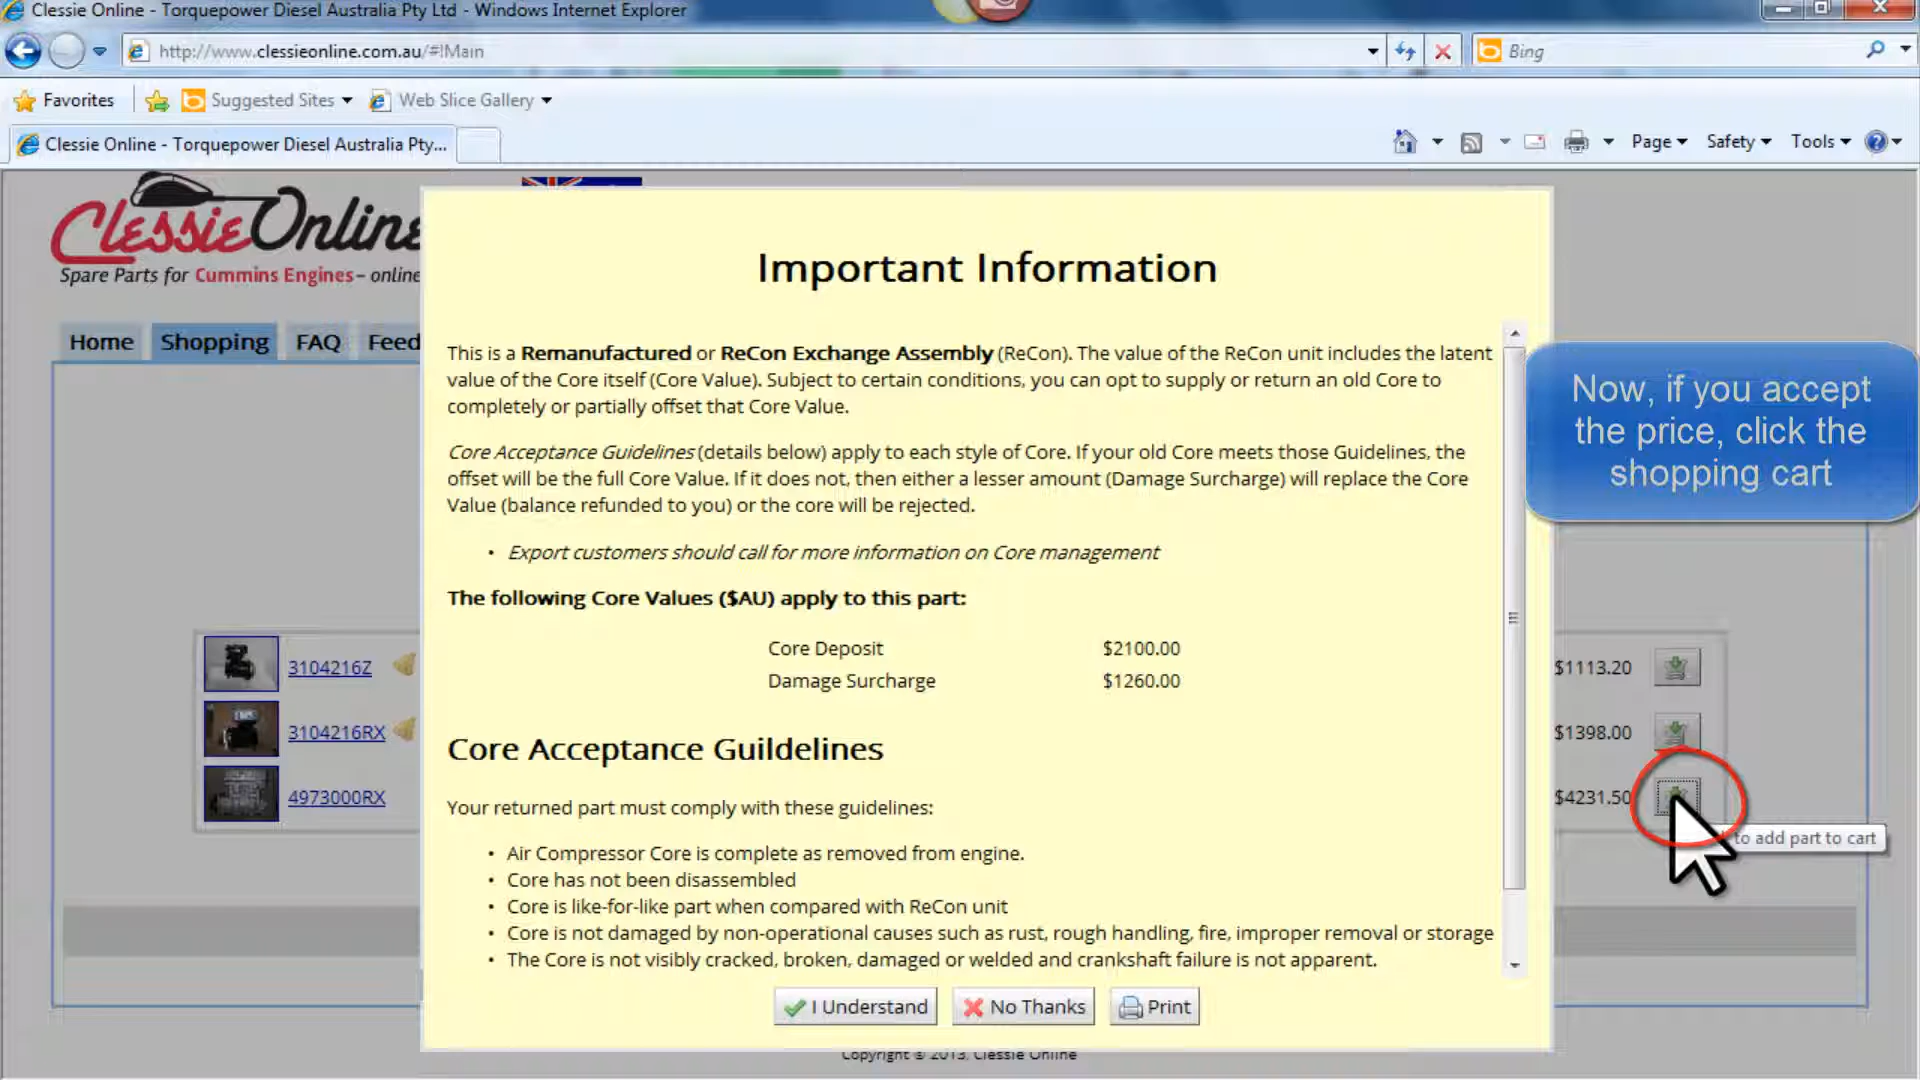 Clessie Online - Torquepower Diesel Australia Pty Ltd - Windows Internet Explorer
http://www.clessieonline.com.au/#!Main
Bing
Favorites
Suggested Sites
Web Slice Gallery
Clessie Online - Torquepower Diesel Australia Pty...
Page
Safety
Tools
ClessieOnline
Spare Parts for Cummins Engines – online
Home
Shopping
FAQ
Feed
Important Information
This is a Remanufactured or ReCon Exchange Assembly (ReCon). The value of the ReCon unit includes the latent
value of the Core itself (Core Value). Subject to certain conditions, you can opt to supply or return an old Core to
completely or partially offset that Core Value.
Core Acceptance Guidelines (details below) apply to each style of Core. If your old Core meets those Guidelines, the
offset will be the full Core Value. If it does not, then either a lesser amount (Damage Surcharge) will replace the Core
Value (balance refunded to you) or the core will be rejected.
• Export customers should call for more information on Core management
The following Core Values ($AU) apply to this part:
Core Deposit $2100.00
Damage Surcharge $1260.00
Core Acceptance Guildelines
Your returned part must comply with these guidelines:
• Air Compressor Core is complete as removed from engine.
• Core has not been disassembled
• Core is like-for-like part when compared with ReCon unit
• Core is not damaged by non-operational causes such as rust, rough handling, fire, improper removal or storage
• The Core is not visibly cracked, broken, damaged or welded and crankshaft failure is not apparent.
I Understand
No Thanks
Print
Now, if you accept
the price, click the
shopping cart
3104216Z
$1113.20
3104216RX
$1398.00
4973000RX
$4231.50
to add part to cart
Copyright © 2013, Clessie Online